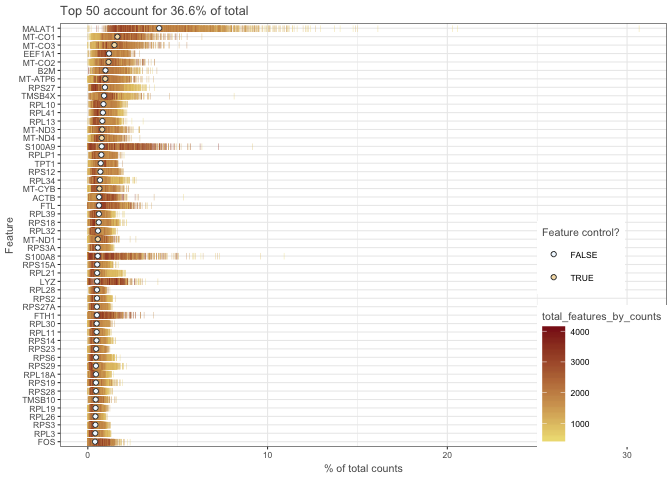 Top 50 account for 36.6% of total
MALAT1
MT-CO1
MT-CO3
EEF1A1
MT-CO2
B2M
MT-ATP6
RPS27
TMSB4X
RPL10
RPL41
RPL13
MT-ND3
MT-ND4
S100A9
RPLP1
TPT1
RPS12
RPL34
MT-CYB
ACTB
FTL
RPL39
RPS18
RPL32
MT-ND1
RPS3A
S100A8
RPS15A
RPL21
LYZ
RPL28
RPS2
RPS27A
FTH1
RPL30
RPL11
RPS14
RPS23
RPS6
RPS29
RPL18A
RPS19
RPS28
TMSB10
RPL19
RPL26
RPS3
RPL3
FOS
Feature
0
10
20
30
% of total counts
Feature control?
FALSE
TRUE
total_features_by_counts
4000
3000
2000
1000